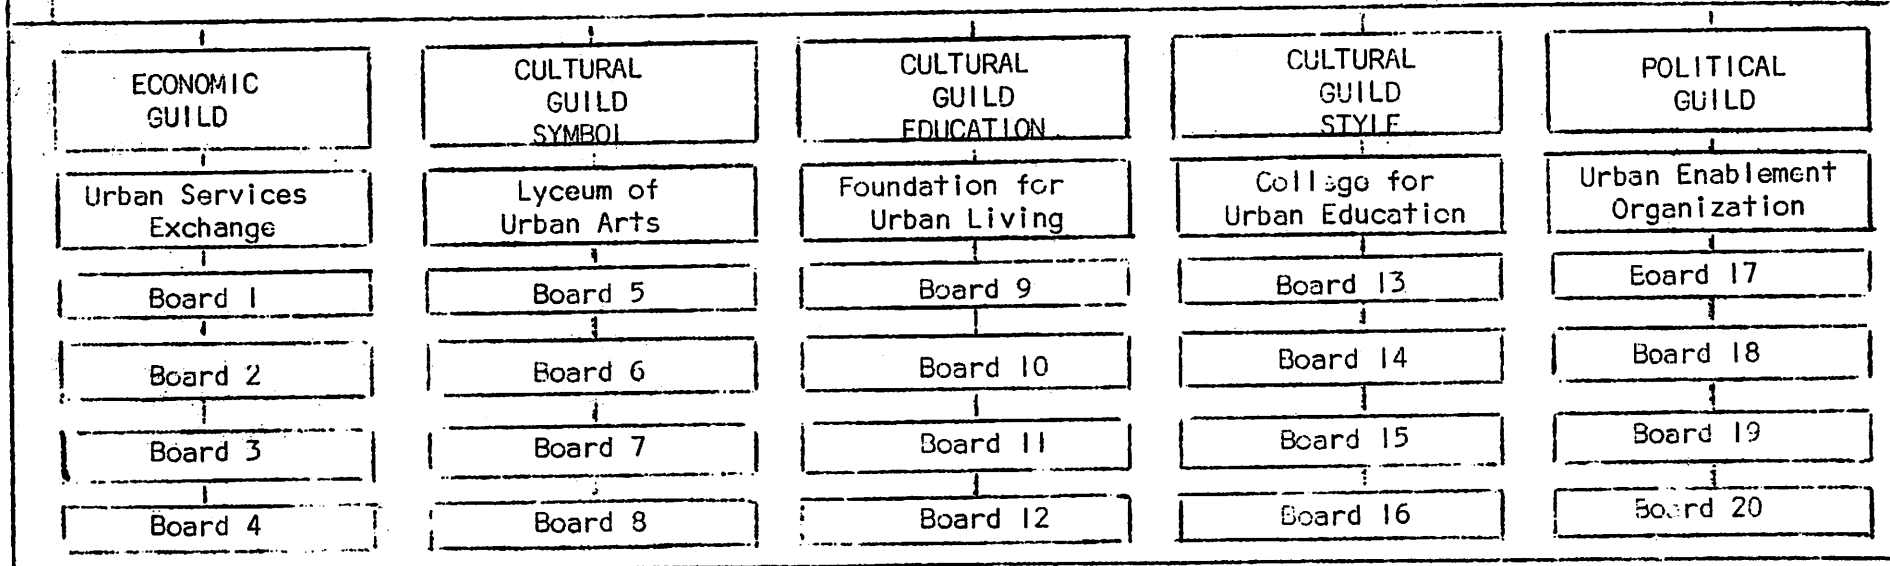 ECONOMIC
GUILD
Urban Services
Exchange
Board 1
Board 2
Board 3
Board 4
CULTURAL
GUILD
SYMBOL
Lyceum of
Urban Arts
Board 5
Board 6
Board 7
Board 8
CULTURAL
GUILD
EDUCATION
Foundation for
Urban Living
Board 9
Board 10
Board 11
Board 12
CULTURAL
GUILD
STYLE
College for
Urban Education
Board 13
Board 14
Board 15
Board 16
POLITICAL
GUILD
Urban Enablement
Organization
Board 17
Board 18
Board 19
Board 20